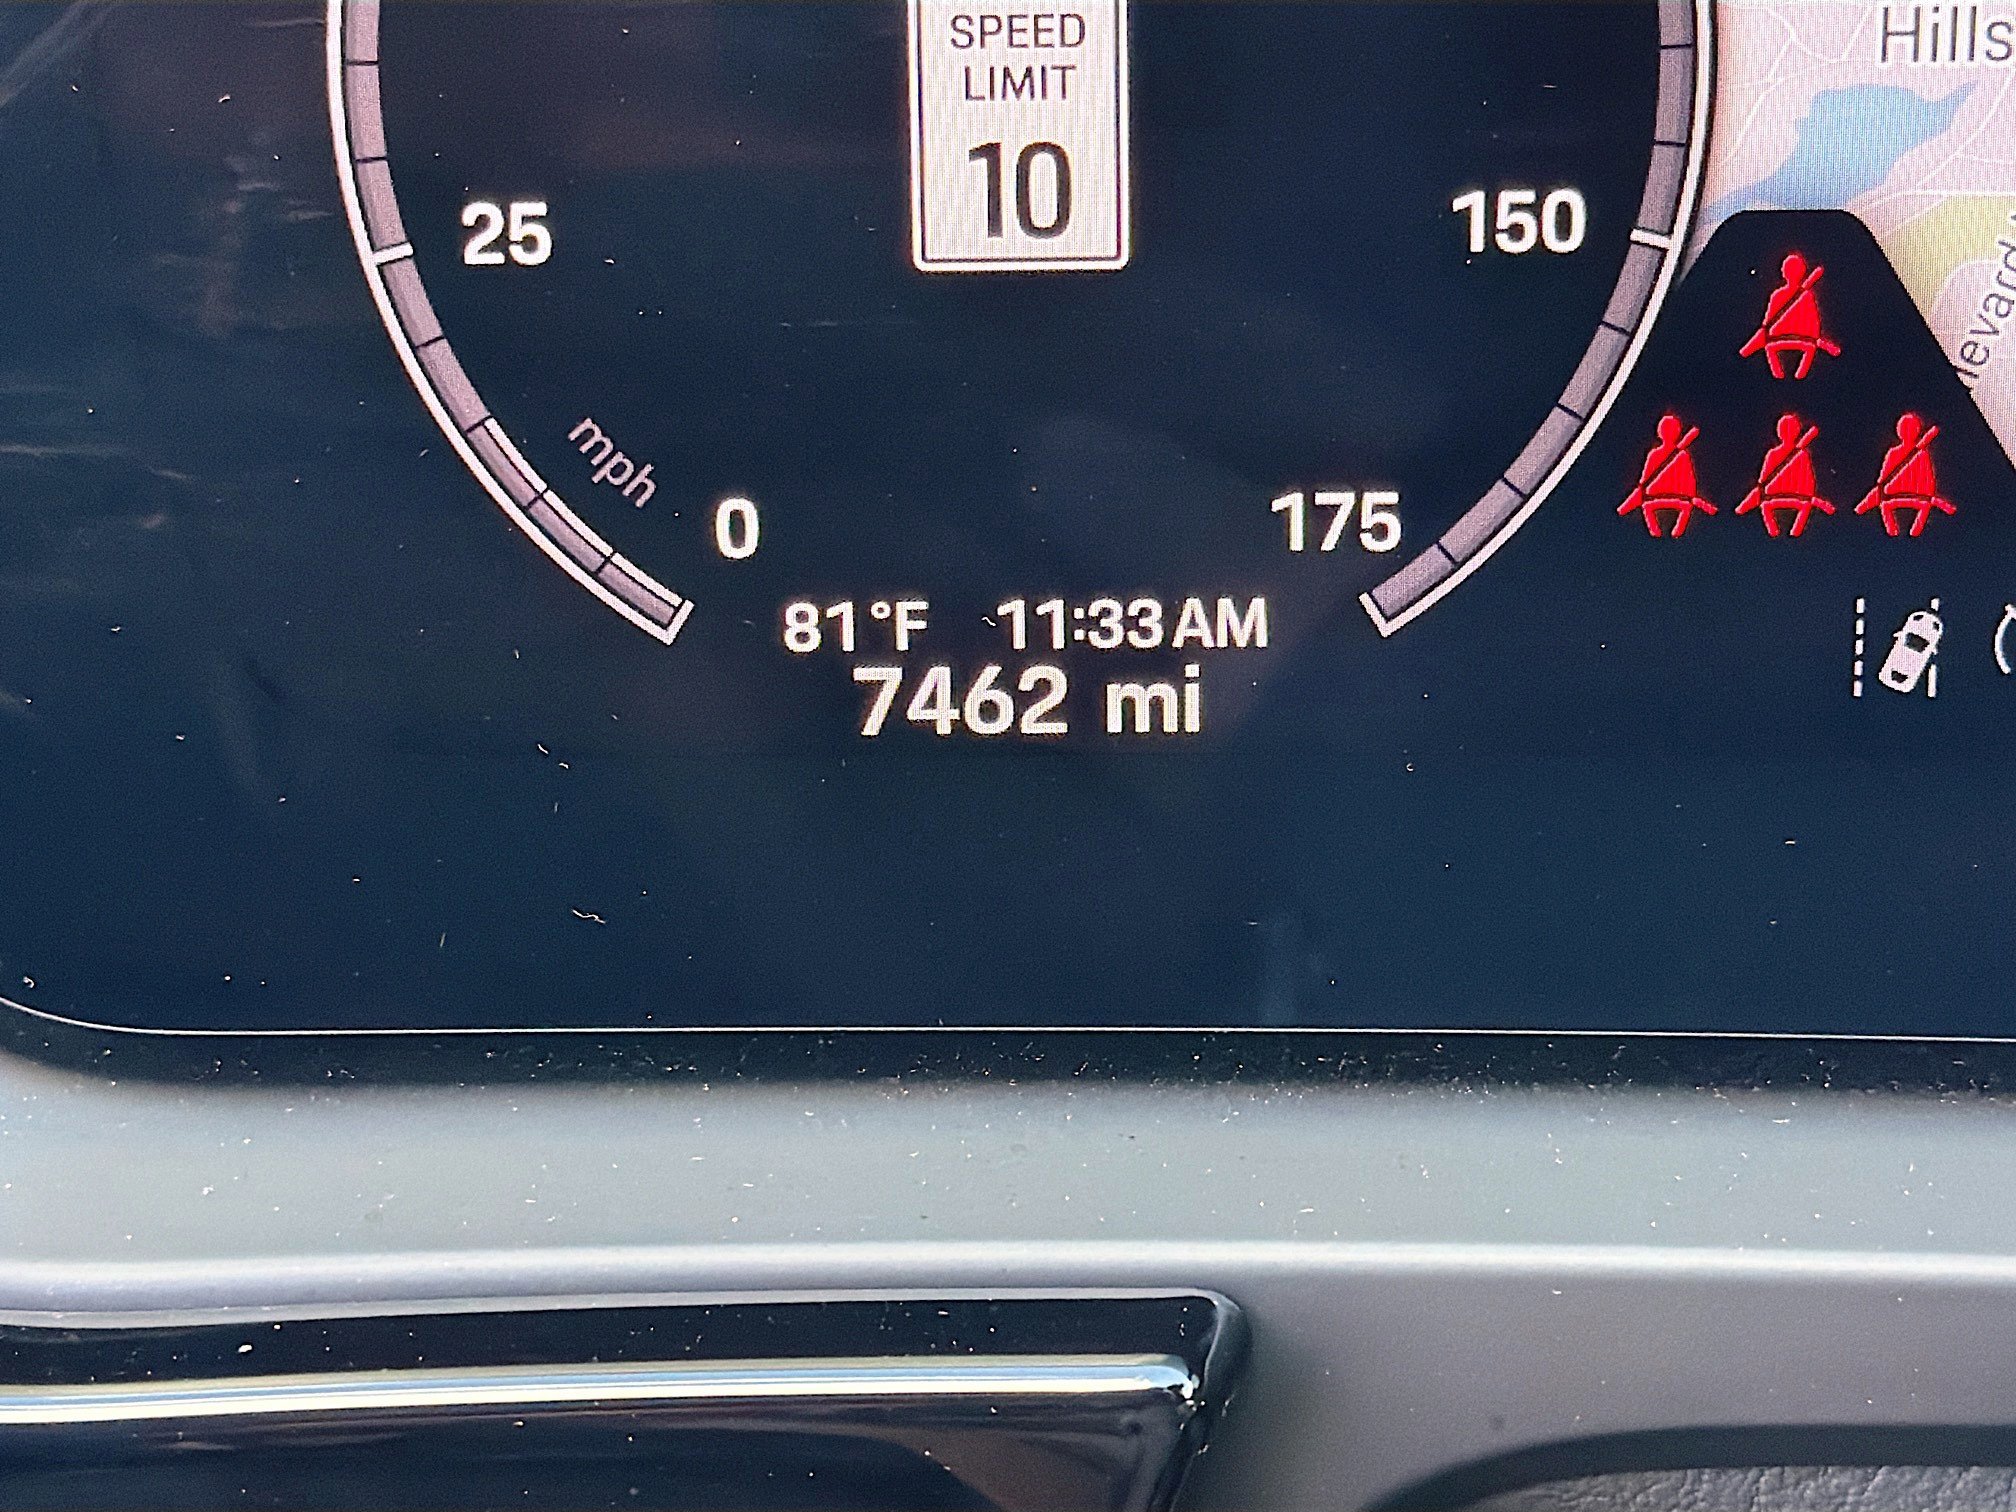 SPEED
LIMIT
10
Hills
25
150
mph
0
175
81°F 11:33 AM
7462 mi